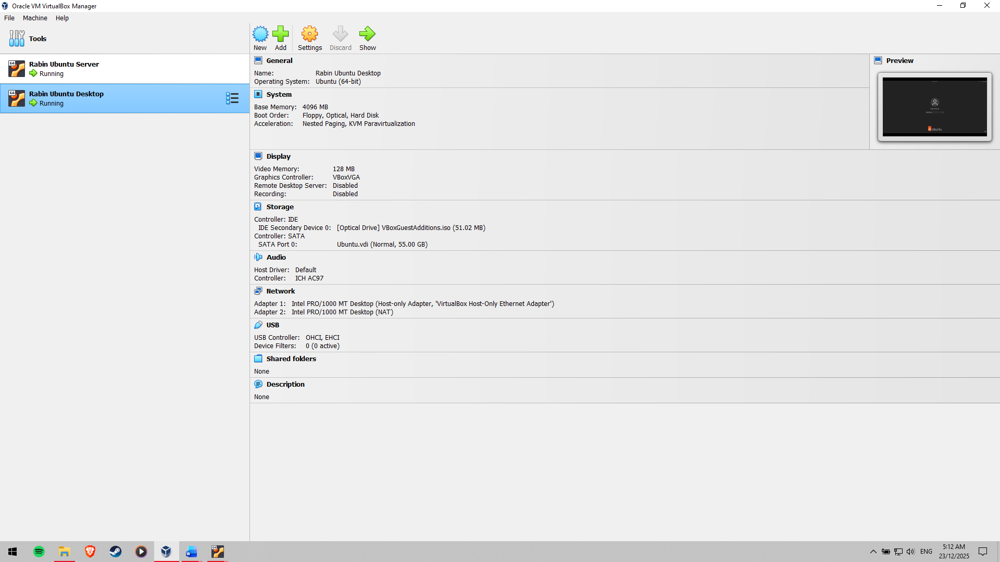 Oracle VM VirtualBox Manager
File Machine Help
Tools
New Add Settings Discard Show
64
Rabin Ubuntu Server
Running
64
Rabin Ubuntu Desktop
Running
General
Name: Rabin Ubuntu Desktop
Operating System: Ubuntu (64-bit)
System
Base Memory: 4096 MB
Boot Order: Floppy, Optical, Hard Disk
Acceleration: Nested Paging, KVM Paravirtualization
Preview
Ubuntu
Display
Video Memory: 128 MB
Graphics Controller: VBoxVGA
Remote Desktop Server: Disabled
Recording: Disabled
Storage
Controller: IDE
IDE Secondary Device 0: [Optical Drive] VBoxGuestAdditions.iso (51.02 MB)
Controller: SATA
SATA Port 0: Ubuntu.vdi (Normal, 55.00 GB)
Audio
Host Driver: Default
Controller: ICH AC97
Network
Adapter 1: Intel PRO/1000 MT Desktop (Host-only Adapter, 'VirtualBox Host-Only Ethernet Adapter')
Adapter 2: Intel PRO/1000 MT Desktop (NAT)
USB
USB Controller: OHCI, EHCI
Device Filters: 0 (0 active)
Shared folders
None
Description
None
W
64
ENG
5:12 AM
23/12/2025